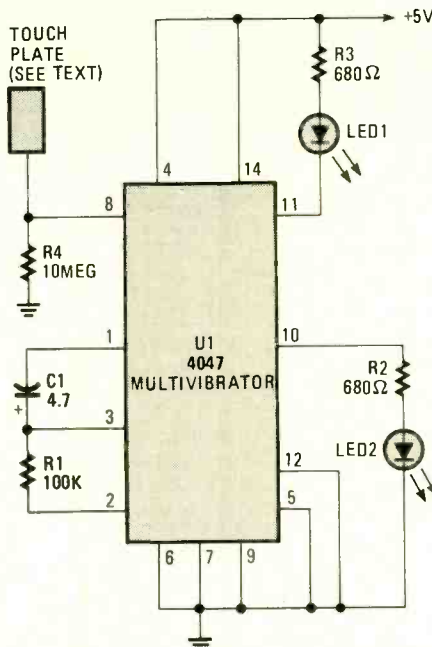 TOUCH
PLATE
(SEE TEXT)
+5V
R3
680Ω
LED1
4
14
8
11
R4
10MEG
1
U1
4047
MULTIVIBRATOR
10
R2
680Ω
C1
4.7
+
3
LED2
12
R1
100K
5
2
6
7
9